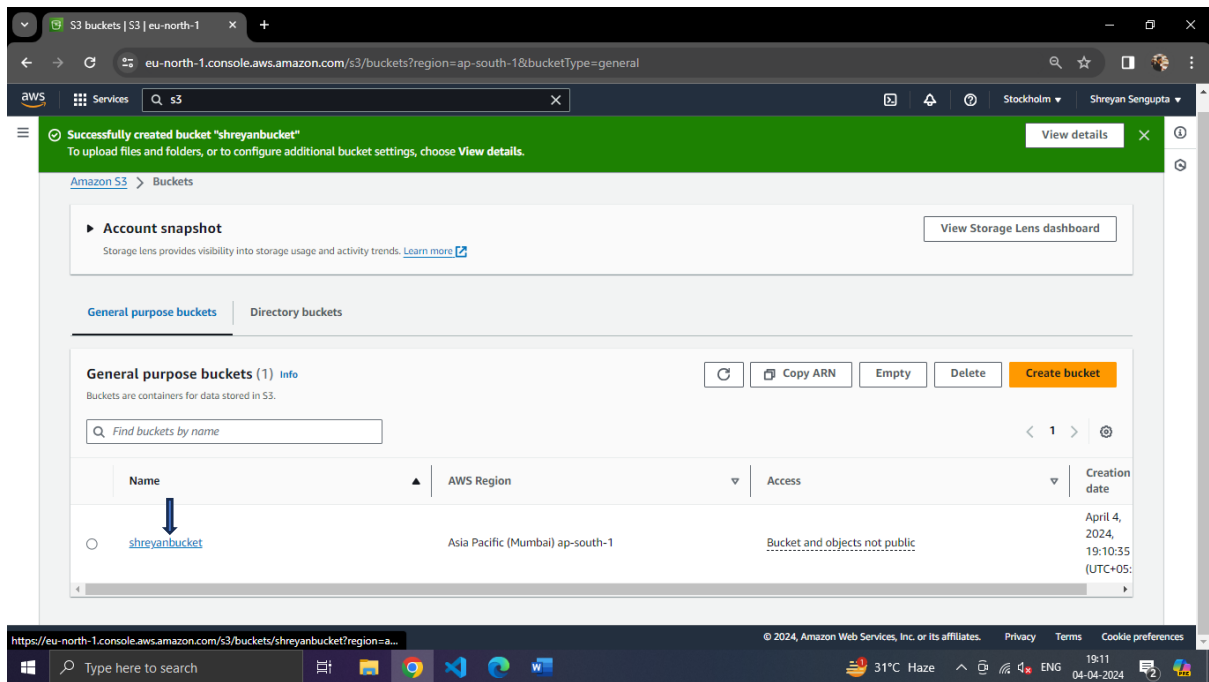 S3 buckets | S3 | eu-north-1
eu-north-1.console.aws.amazon.com/s3/buckets?region=ap-south-1&bucketType=general
aws Services s3 Stockholm Shreyan Sengupta
Successfully created bucket "shreyanbucket"
To upload files and folders, or to configure additional bucket settings, choose View details.
View details
Amazon S3 > Buckets
Account snapshot
Storage lens provides visibility into storage usage and activity trends. Learn more
View Storage Lens dashboard
General purpose buckets Directory buckets
General purpose buckets (1) Info
Buckets are containers for data stored in S3.
Copy ARN Empty Delete Create bucket
Find buckets by name
1
Name AWS Region Access Creation
date
shreyanbucket Asia Pacific (Mumbai) ap-south-1 Bucket and objects not public
April 4,
2024,
19:10:35
(UTC+05:
https://eu-north-1.console.aws.amazon.com/s3/buckets/shreyanbucket?region=a...
© 2024, Amazon Web Services, Inc. or its affiliates. Privacy Terms Cookie preferences
Type here to search
31°C Haze ENG
19:11
04-04-2024
2